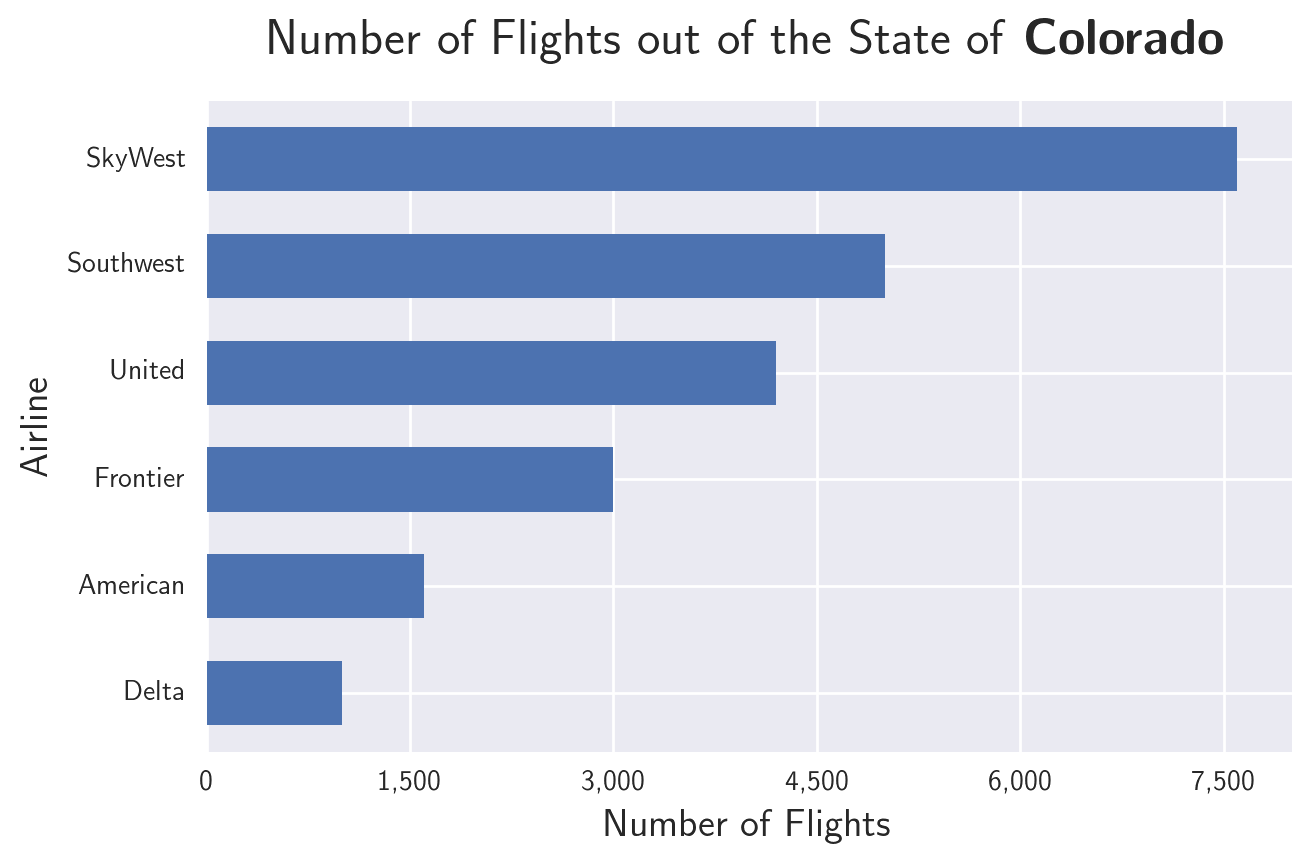 Number of Flights out of the State of Colorado
SkyWest
Southwest
United
Frontier
American
Delta
Airline
0 1,500 3,000 4,500 6,000 7,500
Number of Flights